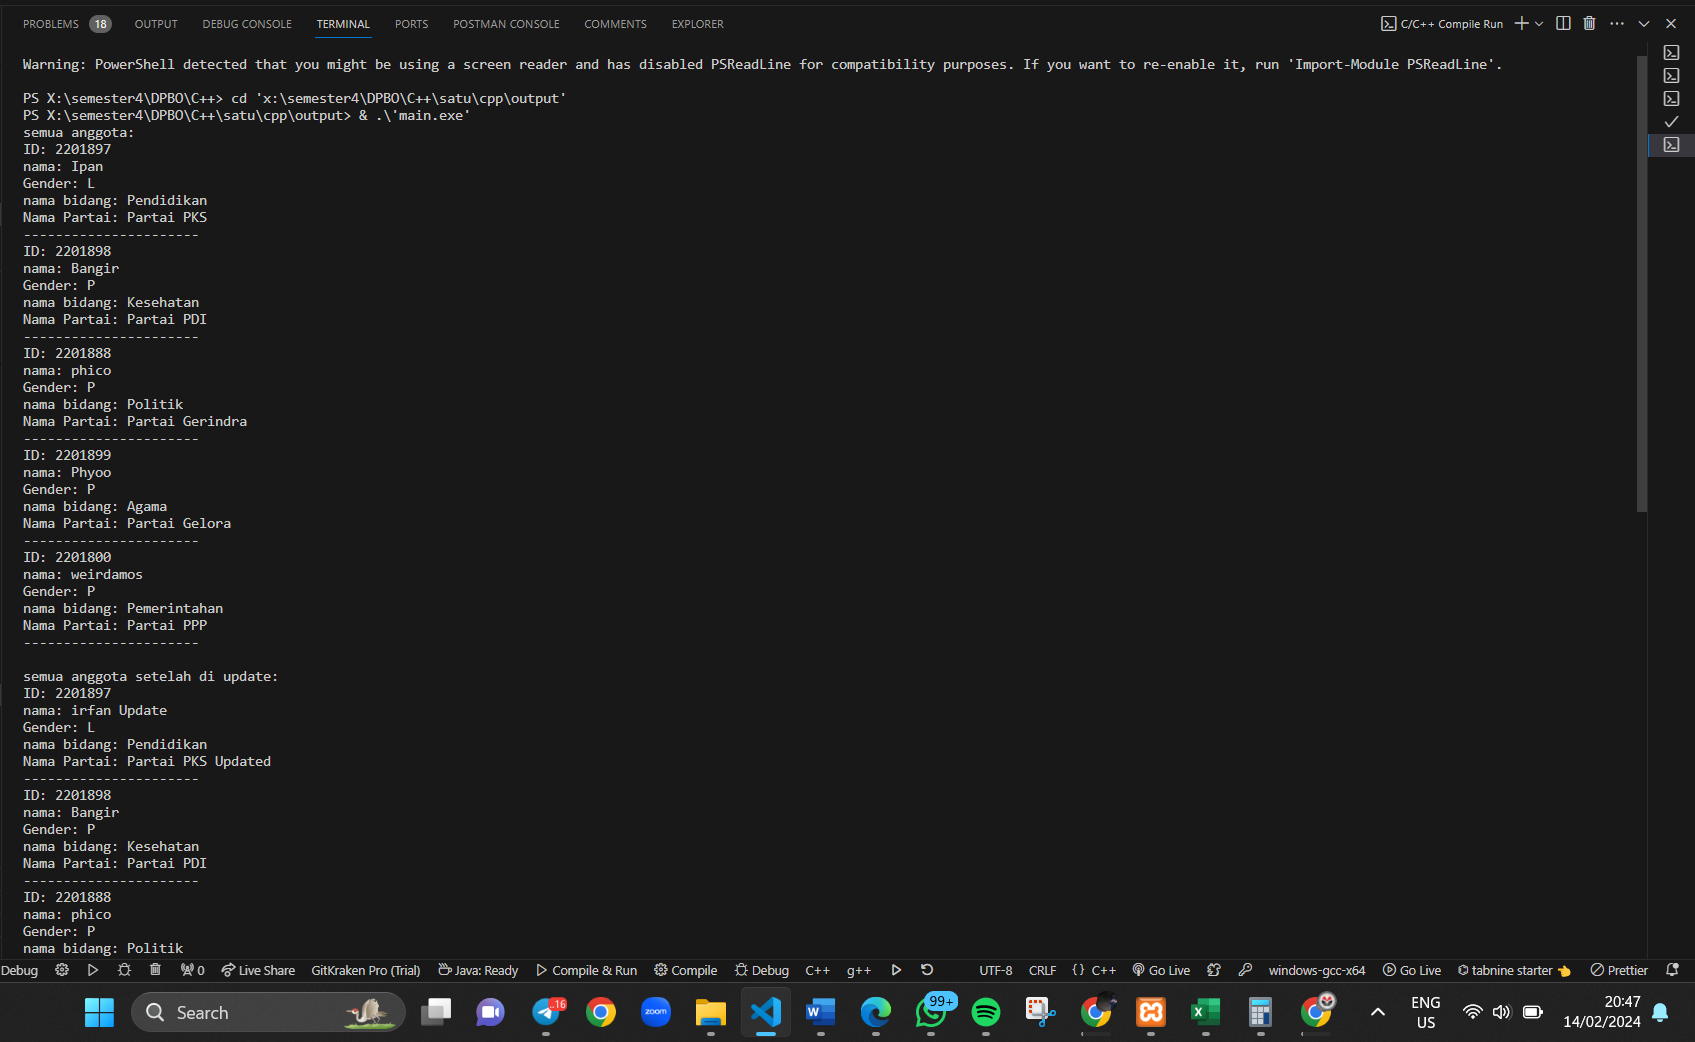 PROBLEMS 18 OUTPUT DEBUG CONSOLE TERMINAL PORTS POSTMAN CONSOLE COMMENTS EXPLORER C/C++ Compile Run
Warning: PowerShell detected that you might be using a screen reader and has disabled PSReadLine for compatibility purposes. If you want to re-enable it, run 'Import-Module PSReadLine'.
PS X:\semester4\DPBO\C++> cd 'x:\semester4\DPBO\C++\satu\cpp\output'
PS X:\semester4\DPBO\C++\satu\cpp\output> & .\'main.exe'
semua anggota:
ID: 2201897
nama: Ipan
Gender: L
nama bidang: Pendidikan
Nama Partai: Partai PKS
----------------------
ID: 2201898
nama: Bangir
Gender: P
nama bidang: Kesehatan
Nama Partai: Partai PDI
----------------------
ID: 2201888
nama: phico
Gender: P
nama bidang: Politik
Nama Partai: Partai Gerindra
----------------------
ID: 2201899
nama: Phyoo
Gender: P
nama bidang: Agama
Nama Partai: Partai Gelora
----------------------
ID: 2201800
nama: weirdamos
Gender: P
nama bidang: Pemerintahan
Nama Partai: Partai PPP
----------------------
semua anggota setelah di update:
ID: 2201897
nama: irfan Update
Gender: L
nama bidang: Pendidikan
Nama Partai: Partai PKS Updated
----------------------
ID: 2201898
nama: Bangir
Gender: P
nama bidang: Kesehatan
Nama Partai: Partai PDI
----------------------
ID: 2201888
nama: phico
Gender: P
nama bidang: Politik
Debug 0 Live Share GitKraken Pro (Trial) Java: Ready Compile & Run Compile Debug C++ g++ UTF-8 CRLF {} C++ Go Live windows-gcc-x64 Go Live tabnine starter Prettier
Search zoom 16 99+ ENG 20:47
US 14/02/2024